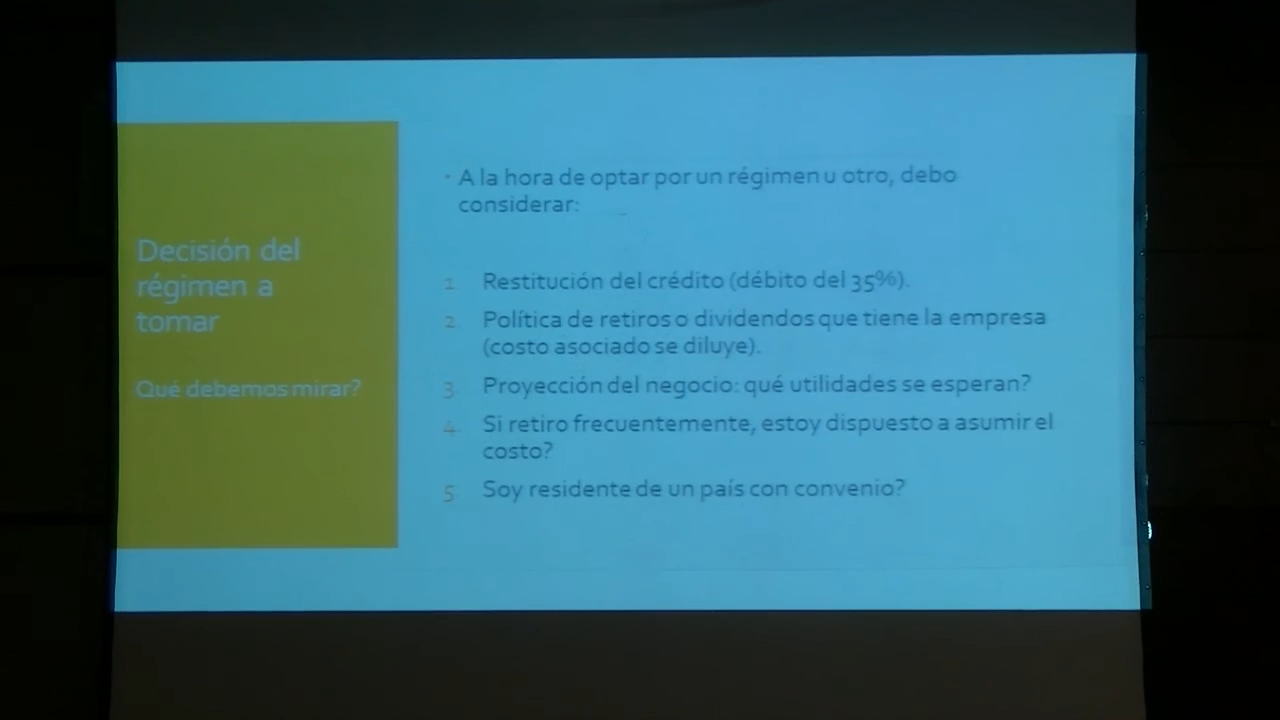 Decisión del
régimen a
tomar
Qué debemos mirar?
• A la hora de optar por un régimen u otro, debo
considerar:
1. Restitución del crédito (débito del 35%).
2. Política de retiros o dividendos que tiene la empresa
(costo asociado se diluye).
3. Proyección del negocio: qué utilidades se esperan?
4. Si retiro frecuentemente, estoy dispuesto a asumir el
costo?
5. Soy residente de un país con convenio?